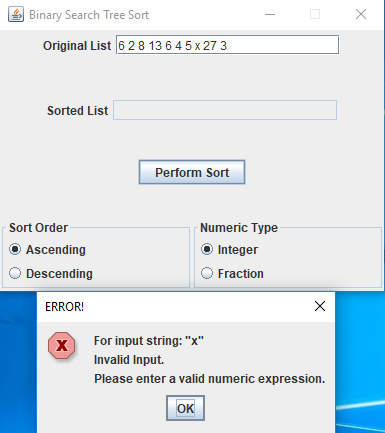 Binary Search Tree Sort
Original List 6 2 8 13 6 4 5 x 27 3
Sorted List
Perform Sort
Sort Order
Ascending
Descending
Numeric Type
Integer
Fraction
ERROR!
X
For input string: "x"
Invalid Input.
Please enter a valid numeric expression.
OK